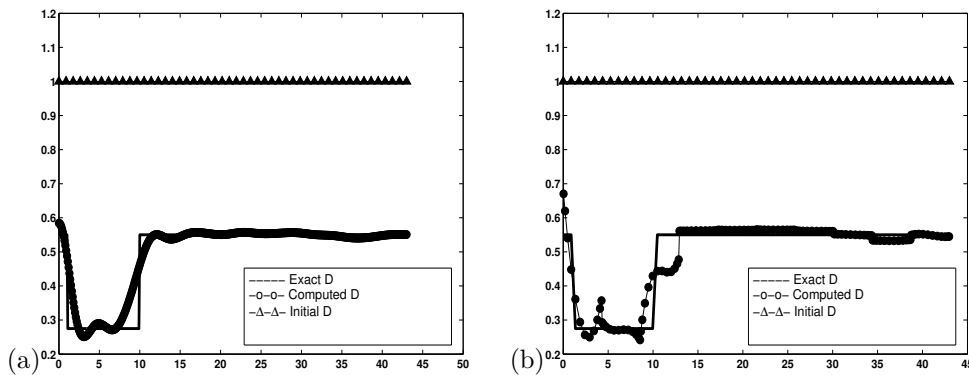 1.2
1.1
1
0.9
0.8
0.7
0.6
0.5
0.4
0.3
0.2
0 5 10 15 20 25 30 35 40 45 50
----- Exact D
–o–o– Computed D
–Δ–Δ– Initial D
(a)
1.2
1.1
1
0.9
0.8
0.7
0.6
0.5
0.4
0.3
0.2
0 5 10 15 20 25 30 35 40 45
----- Exact D
–o–o– Computed D
–Δ–Δ– Initial D
(b)